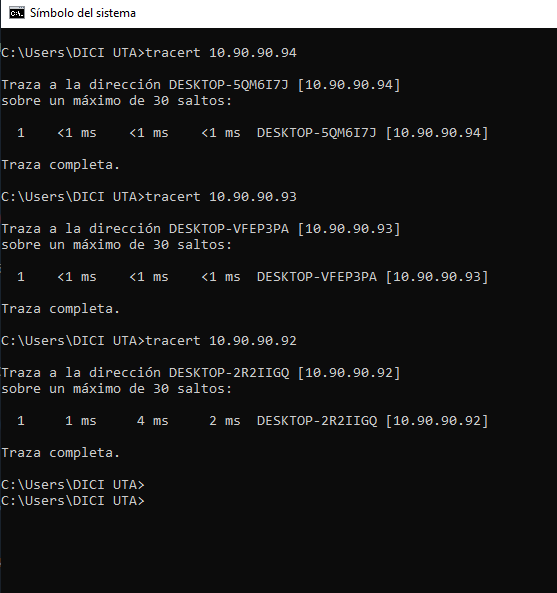 Símbolo del sistema
C:\Users\DICI UTA>tracert 10.90.90.94
Traza a la dirección DESKTOP-5QM6I7J [10.90.90.94]
sobre un máximo de 30 saltos:
1 <1 ms <1 ms <1 ms DESKTOP-5QM6I7J [10.90.90.94]
Traza completa.
C:\Users\DICI UTA>tracert 10.90.90.93
Traza a la dirección DESKTOP-VFEP3PA [10.90.90.93]
sobre un máximo de 30 saltos:
1 <1 ms <1 ms <1 ms DESKTOP-VFEP3PA [10.90.90.93]
Traza completa.
C:\Users\DICI UTA>tracert 10.90.90.92
Traza a la dirección DESKTOP-2R2IIGQ [10.90.90.92]
sobre un máximo de 30 saltos:
1 1 ms 4 ms 2 ms DESKTOP-2R2IIGQ [10.90.90.92]
Traza completa.
C:\Users\DICI UTA>
C:\Users\DICI UTA>